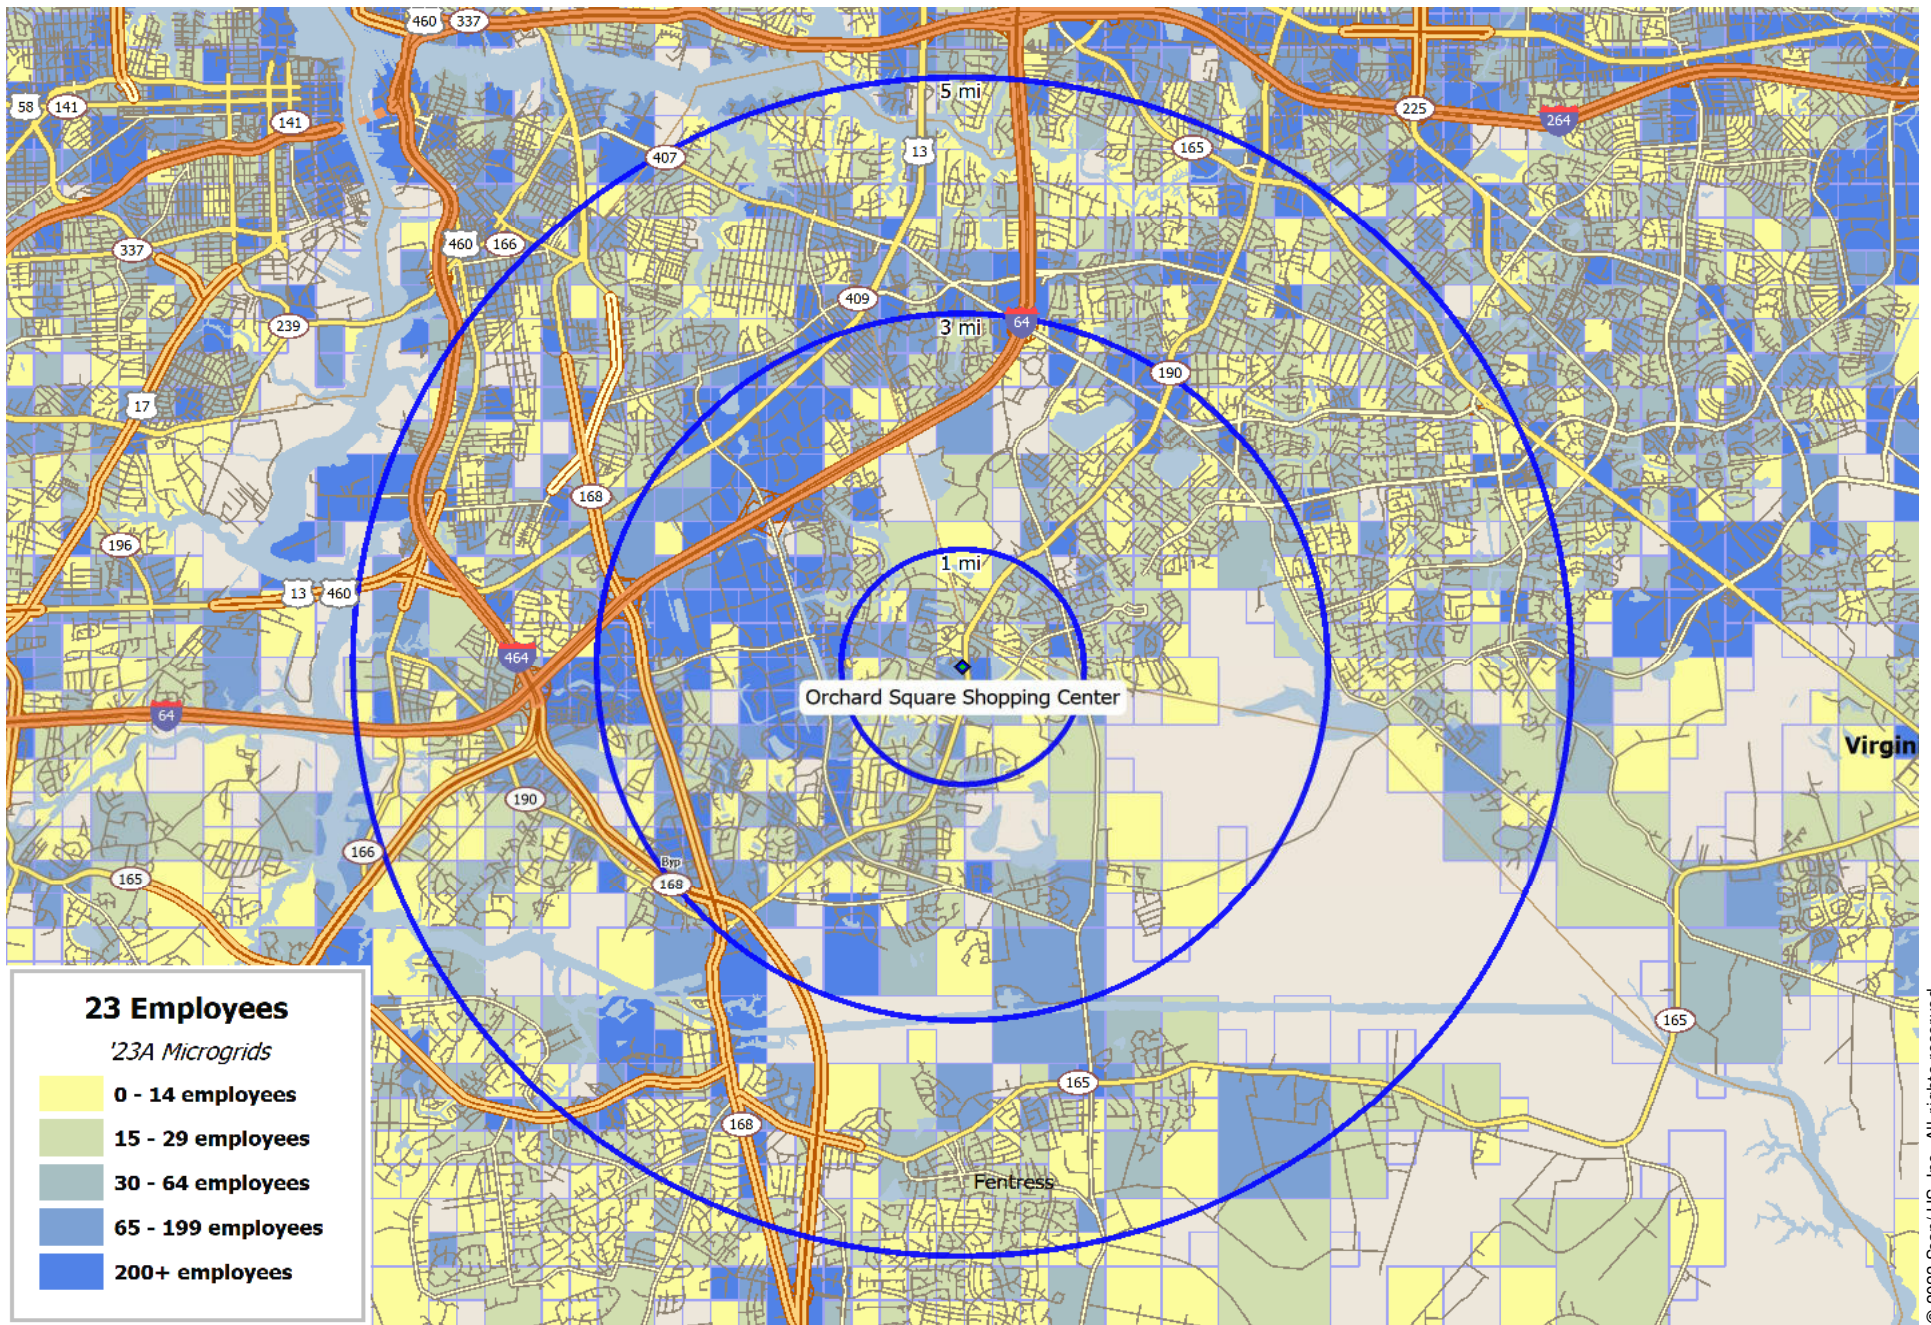 460
337
58
141
141
5 mi
225
264
407
13
165
337
460
166
239
409
3 mi
64
190
17
168
196
1 mi
13
460
464
64
Orchard Square Shopping Center
Virgin
190
166
165
Byp
168
23 Employees
'23A Microgrids
0 - 14 employees
15 - 29 employees
30 - 64 employees
65 - 199 employees
200+ employees
165
165
168
Fentress